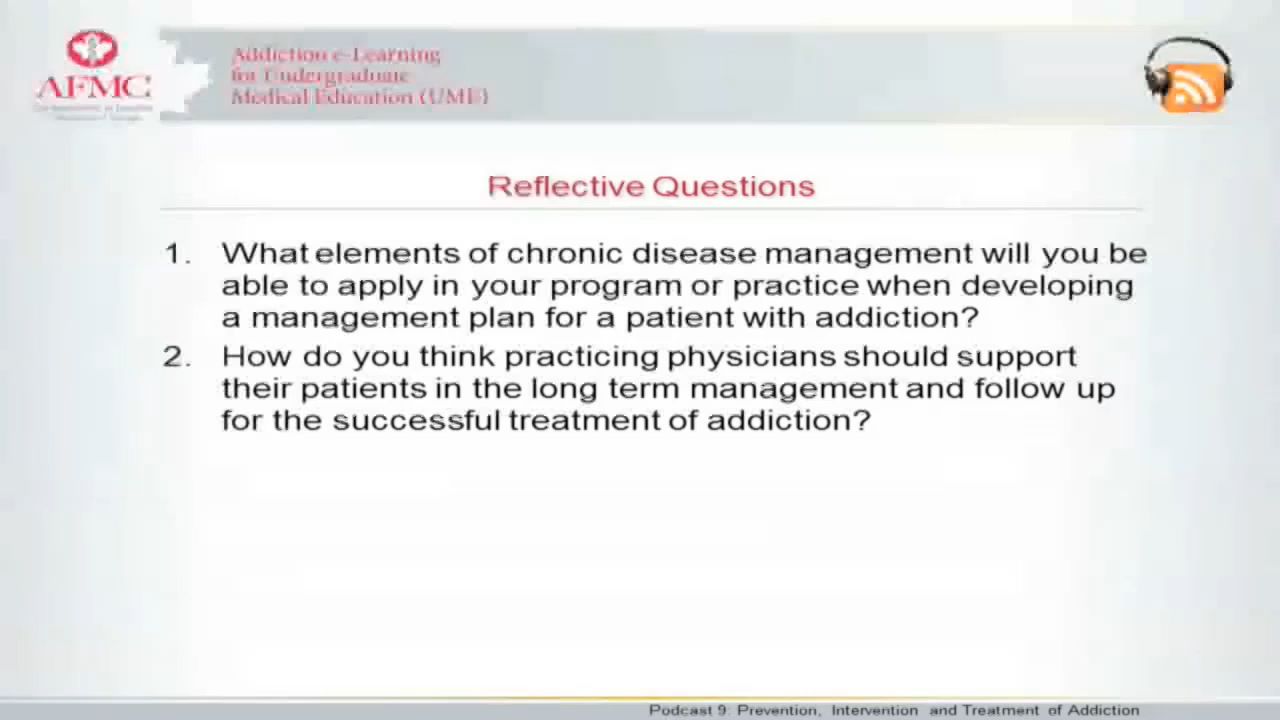 AFMC
Addiction e-Learning
for Undergraduate
Medical Education (UME)
Reflective Questions
1. What elements of chronic disease management will you be
able to apply in your program or practice when developing
a management plan for a patient with addiction?
2. How do you think practicing physicians should support
their patients in the long term management and follow up
for the successful treatment of addiction?
Podcast 9: Prevention, Intervention and Treatment of Addiction